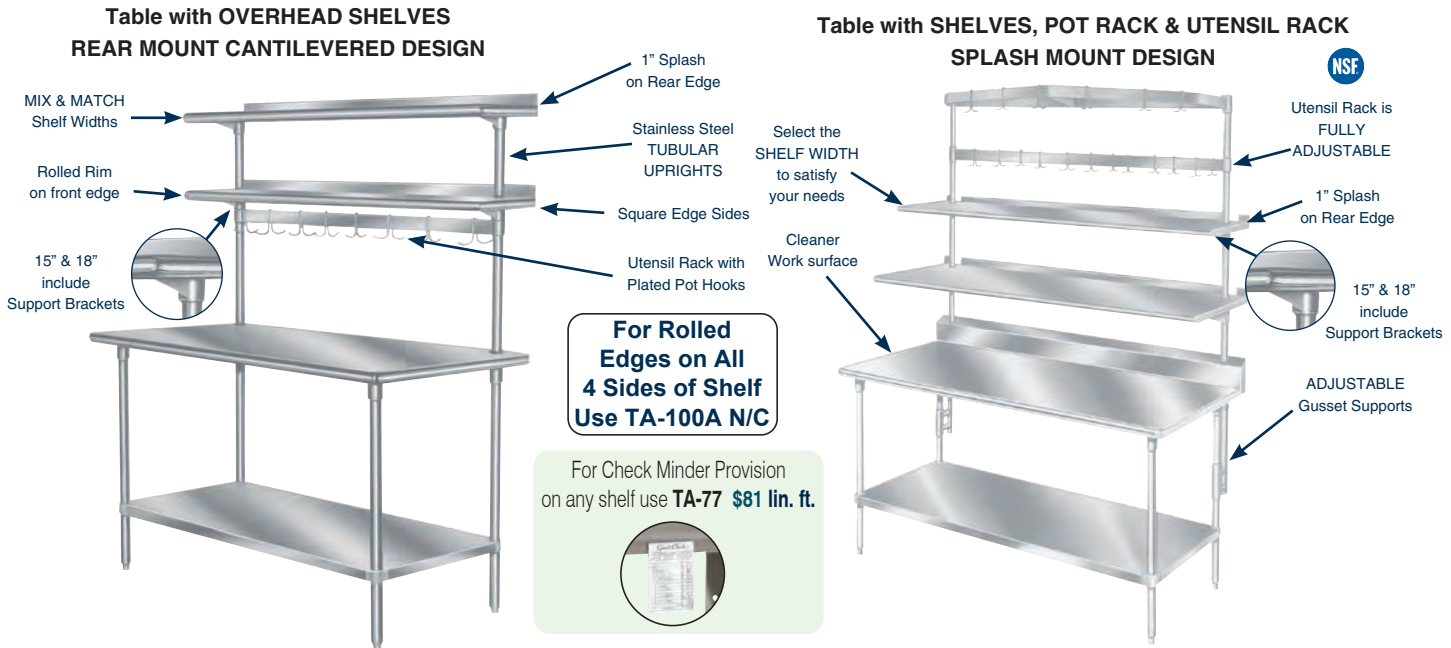 Table with OVERHEAD SHELVES
REAR MOUNT CANTILEVERED DESIGN
MIX & MATCH
Shelf Widths
Rolled Rim
on front edge
15” & 18”
include
Support Brackets
1” Splash
on Rear Edge
Stainless Steel
TUBULAR
UPRIGHTS
Square Edge Sides
Utensil Rack with
Plated Pot Hooks
For Rolled
Edges on All
4 Sides of Shelf
Use TA-100A N/C
For Check Minder Provision
on any shelf use TA-77 $81 lin. ft.
Table with SHELVES, POT RACK & UTENSIL RACK
SPLASH MOUNT DESIGN
NSF
Select the
SHELF WIDTH
to satisfy
your needs
Cleaner
Work surface
Utensil Rack is
FULLY
ADJUSTABLE
1” Splash
on Rear Edge
15” & 18”
include
Support Brackets
ADJUSTABLE
Gusset Supports